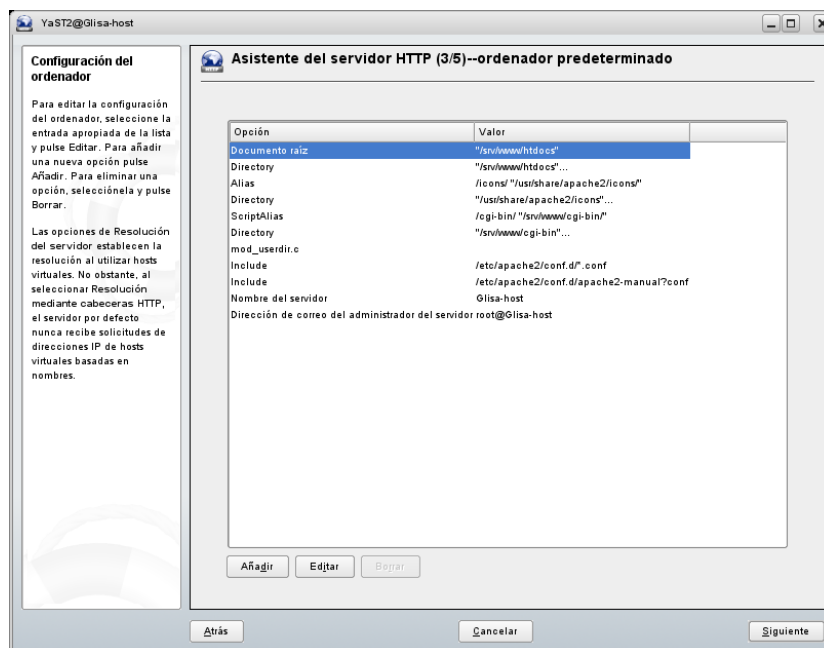 YaST2@Glisa-host
Configuración del
ordenador
Para editar la configuración
del ordenador, seleccione la
entrada apropiada de la lista
y pulse Editar. Para añadir
una nueva opción pulse
Añadir. Para eliminar una
opción, selecciónela y pulse
Borrar.
Las opciones de Resolución
del servidor establecen la
resolución al utilizar hosts
virtuales. No obstante, al
seleccionar Resolución
mediante cabeceras HTTP,
el servidor por defecto
nunca recibe solicitudes de
direcciones IP de hosts
virtuales basadas en
nombres.
Asistente del servidor HTTP (3/5)--ordenador predeterminado
Opción Valor
Documento raíz "/srv/www/htdocs"
Directory "/srv/www/htdocs"...
Alias /icons/ "/usr/share/apache2/icons/"
Directory "/usr/share/apache2/icons"...
ScriptAlias /cgi-bin/ "/srv/www/cgi-bin/"
Directory "/srv/www/cgi-bin"...
mod_userdir.c
Include /etc/apache2/conf.d/*.conf
Include /etc/apache2/conf.d/apache2-manual?conf
Nombre del servidor Glisa-host
Dirección de correo del administrador del servidor root@Glisa-host
Añadir Editar Borrar
Atrás Cancelar Siguiente